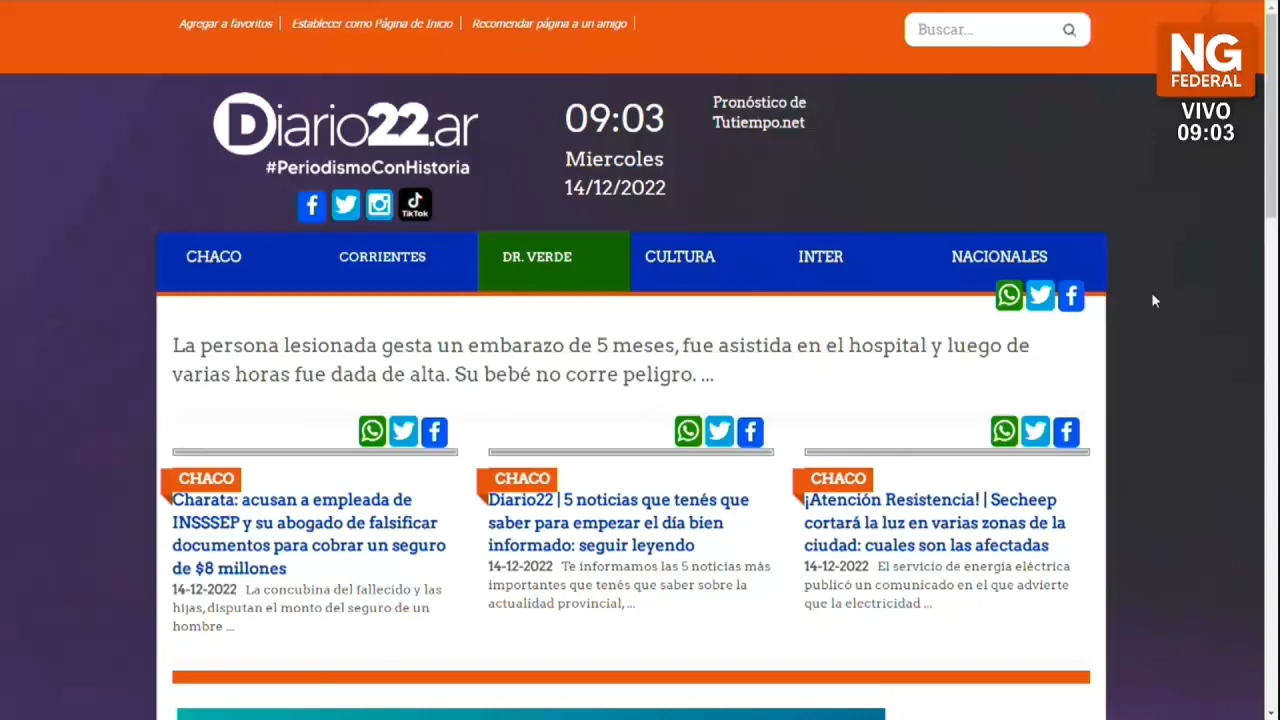 Agregar a favoritos | Establecer como Página de Inicio | Recomendar página a un amigo |
Buscar...
NG
FEDERAL
VIVO
09:03
Diario22.ar
#PeriodismoConHistoria
TikTok
09:03
Miercoles
14/12/2022
Pronóstico de
Tutiempo.net
CHACO
CORRIENTES
DR. VERDE
CULTURA
INTER
NACIONALES
La persona lesionada gesta un embarazo de 5 meses, fue asistida en el hospital y luego de
varias horas fue dada de alta. Su bebé no corre peligro. ...
CHACO
Charata: acusan a empleada de
INSSSEP y su abogado de falsificar
documentos para cobrar un seguro
de $8 millones
14-12-2022 La concubina del fallecido y las
hijas, disputan el monto del seguro de un
hombre ...
CHACO
Diario22 | 5 noticias que tenés que
saber para empezar el día bien
informado: seguir leyendo
14-12-2022 Te informamos las 5 noticias más
importantes que tenés que saber sobre la
actualidad provincial, ...
CHACO
¡Atención Resistencia! | Secheep
cortará la luz en varias zonas de la
ciudad: cuales son las afectadas
14-12-2022 El servicio de energía eléctrica
publicó un comunicado en el que advierte
que la electricidad ...